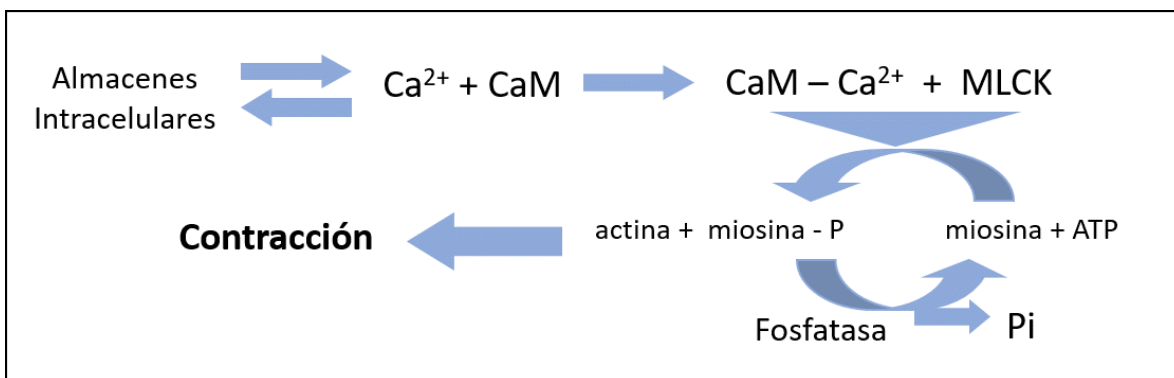 Almacenes
Intracelulares
Ca²⁺ + CaM
CaM – Ca²⁺ + MLCK
Contracción
actina + miosina - P
miosina + ATP
Fosfatasa
Pi